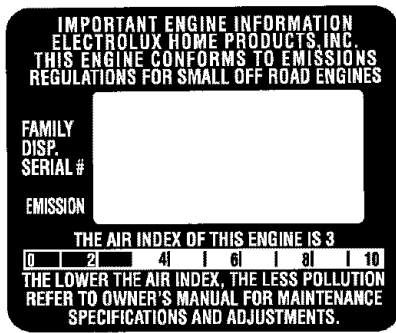 IMPORTANT ENGINE INFORMATION
ELECTROLUX HOME PRODUCTS, INC.
THIS ENGINE CONFORMS TO EMISSIONS
REGULATIONS FOR SMALL OFF ROAD ENGINES
FAMILY
DISP.
SERIAL #
EMISSION
THE AIR INDEX OF THIS ENGINE IS 3
0 2 4 6 8 10
THE LOWER THE AIR INDEX, THE LESS POLLUTION
REFER TO OWNER'S MANUAL FOR MAINTENANCE
SPECIFICATIONS AND ADJUSTMENTS.